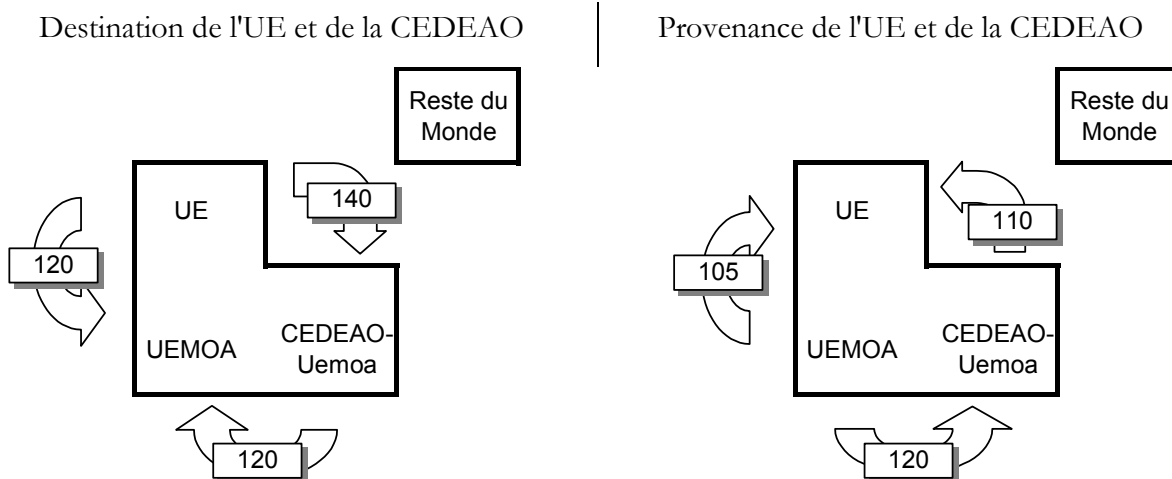 Destination de l'UE et de la CEDEAO
Reste du
Monde
140
UE
120
UEMOA
CEDEAO-
Uemoa
120
Provenance de l'UE et de la CEDEAO
Reste du
Monde
UE
110
105
UEMOA
CEDEAO-
Uemoa
120